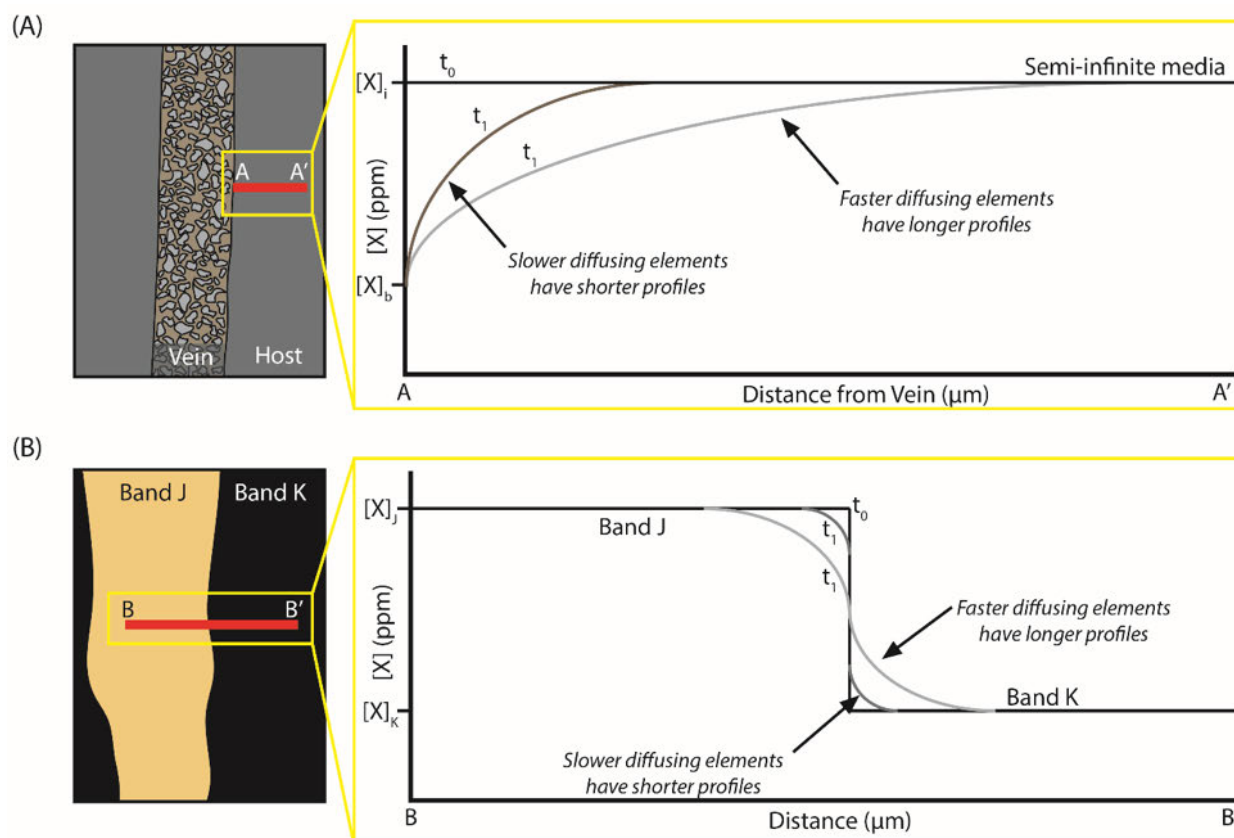 (A)
A
A'
Vein
Host
[X] (ppm)
[X]i
[X]b
t0
t1
t1
Semi-infinite media
Slower diffusing elements
have shorter profiles
Faster diffusing elements
have longer profiles
A
Distance from Vein (μm)
A'
(B)
Band J
Band K
B
B'
[X] (ppm)
[X]J
[X]K
Band J
t0
t1
t1
Faster diffusing elements
have longer profiles
Band K
Slower diffusing elements
have shorter profiles
B
Distance (μm)
B